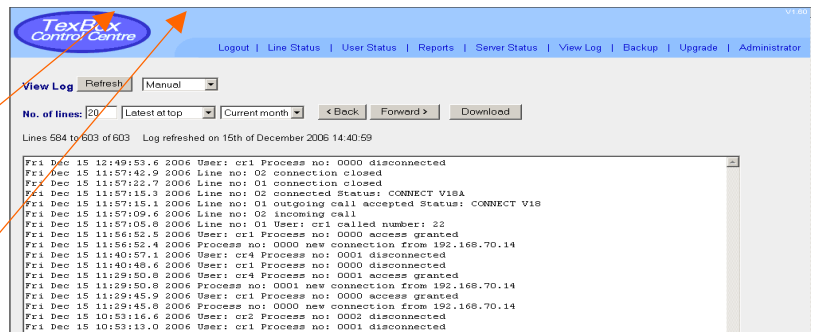 V1.60
TexBox
Control Centre
Logout | Line Status | User Status | Reports | Server Status | View Log | Backup | Upgrade | Administrator
View Log Refresh Manual
No. of lines: 20 Latest at top Current month < Back Forward > Download
Lines 584 to 603 of 603 Log refreshed on 15th of December 2006 14:40:59
Fri Dec 15 12:49:53.6 2006 User: cr1 Process no: 0000 disconnected
Fri Dec 15 11:57:42.9 2006 Line no: 02 connection closed
Fri Dec 15 11:57:22.7 2006 Line no: 01 connection closed
Fri Dec 15 11:57:15.3 2006 Line no: 02 connected Status: CONNECT V18A
Fri Dec 15 11:57:15.1 2006 Line no: 01 outgoing call accepted Status: CONNECT V18
Fri Dec 15 11:57:09.6 2006 Line no: 02 incoming call
Fri Dec 15 11:57:05.8 2006 Line no: 01 User: cr1 called number: 22
Fri Dec 15 11:56:52.5 2006 User: cr1 Process no: 0000 access granted
Fri Dec 15 11:56:52.4 2006 Process no: 0000 new connection from 192.168.70.14
Fri Dec 15 11:40:57.1 2006 User: cr4 Process no: 0001 disconnected
Fri Dec 15 11:40:48.6 2006 User: cr1 Process no: 0000 disconnected
Fri Dec 15 11:29:50.8 2006 User: cr4 Process no: 0001 access granted
Fri Dec 15 11:29:50.8 2006 Process no: 0001 new connection from 192.168.70.14
Fri Dec 15 11:29:45.9 2006 User: cr1 Process no: 0000 access granted
Fri Dec 15 11:29:45.8 2006 Process no: 0000 new connection from 192.168.70.14
Fri Dec 15 10:53:16.6 2006 User: cr2 Process no: 0002 disconnected
Fri Dec 15 10:53:13.0 2006 User: cr1 Process no: 0001 disconnected